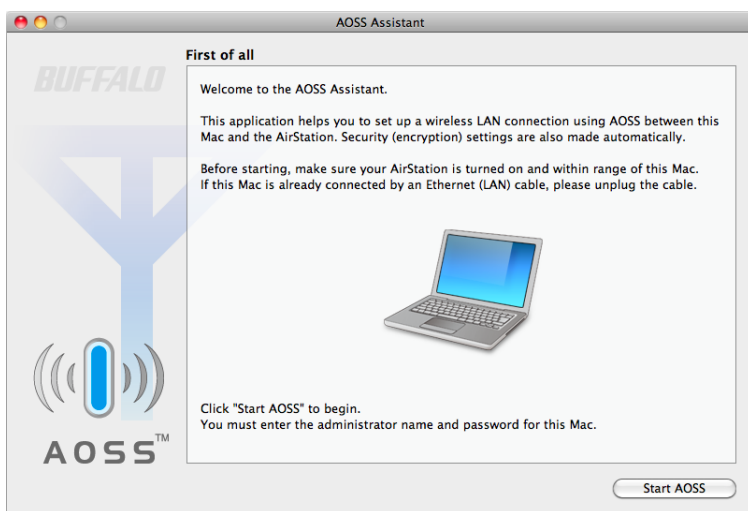 AOSS Assistant
First of all
BUFFALO
Welcome to the AOSS Assistant.
This application helps you to set up a wireless LAN connection using AOSS between this
Mac and the AirStation. Security (encryption) settings are also made automatically.
Before starting, make sure your AirStation is turned on and within range of this Mac.
If this Mac is already connected by an Ethernet (LAN) cable, please unplug the cable.
Click "Start AOSS" to begin.
You must enter the administrator name and password for this Mac.
AOSS™
Start AOSS